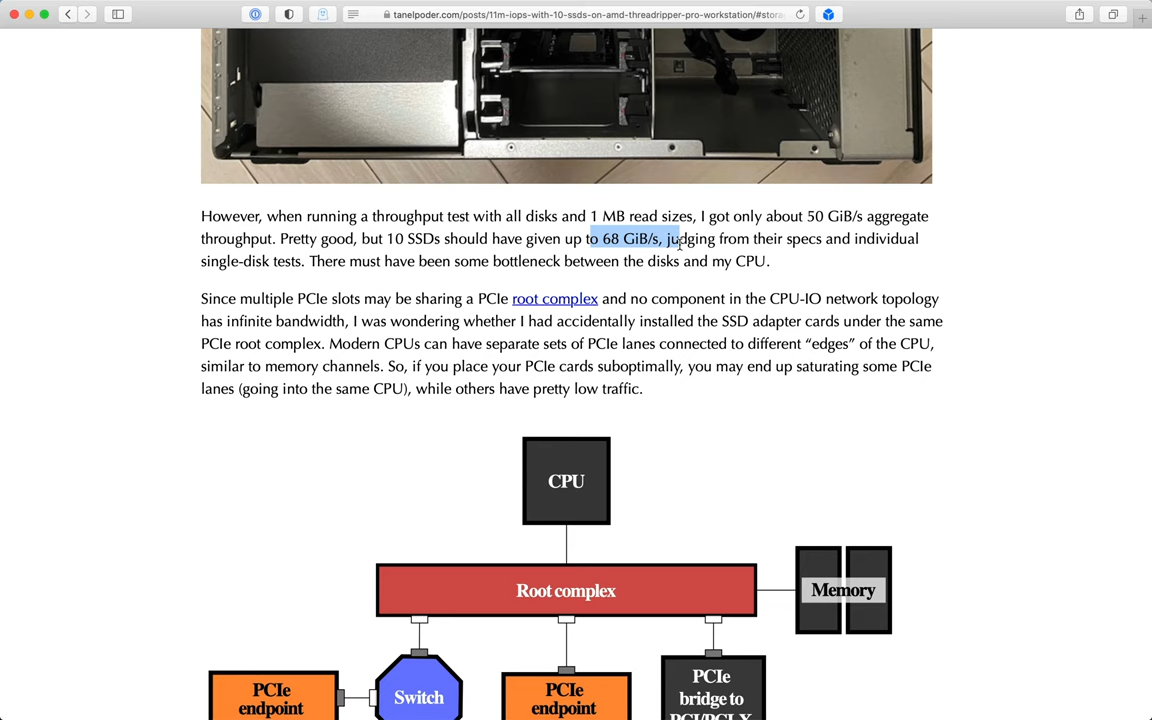 tanelpoder.com/posts/11m-iops-with-10-ssds-on-amd-threadripper-pro-workstation/#stora
However, when running a throughput test with all disks and 1 MB read sizes, I got only about 50 GiB/s aggregate
throughput. Pretty good, but 10 SSDs should have given up to 68 GiB/s, judging from their specs and individual
single-disk tests. There must have been some bottleneck between the disks and my CPU.
Since multiple PCIe slots may be sharing a PCIe root complex and no component in the CPU-IO network topology
has infinite bandwidth, I was wondering whether I had accidentally installed the SSD adapter cards under the same
PCIe root complex. Modern CPUs can have separate sets of PCIe lanes connected to different “edges” of the CPU,
similar to memory channels. So, if you place your PCIe cards suboptimally, you may end up saturating some PCIe
lanes (going into the same CPU), while others have pretty low traffic.
CPU
Root complex
Memory
PCIe
endpoint
Switch
PCIe
endpoint
PCIe
bridge to
PCI/PCI-X